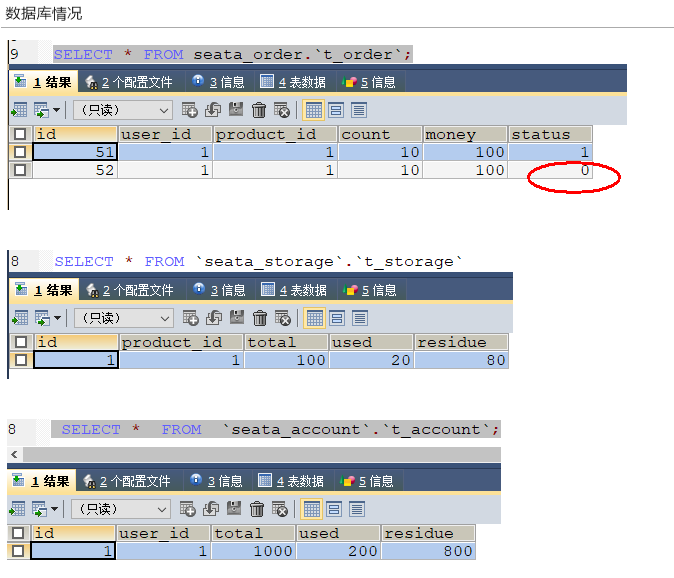 数据库情况
9 SELECT * FROM seata_order.`t_order`;
1 结果 2 个配置文件 3 信息 4 表数据 5 信息
（只读）
id user_id product_id count money status
51 1 1 10 100 1
52 1 1 10 100 0
8 SELECT * FROM `seata_storage`.`t_storage`
1 结果 2 个配置文件 3 信息 4 表数据 5 信息
（只读）
id product_id total used residue
1 1 100 20 80
8 SELECT * FROM `seata_account`.`t_account`;
1 结果 2 个配置文件 3 信息 4 表数据 5 信息
（只读）
id user_id total used residue
1 1 1000 200 800